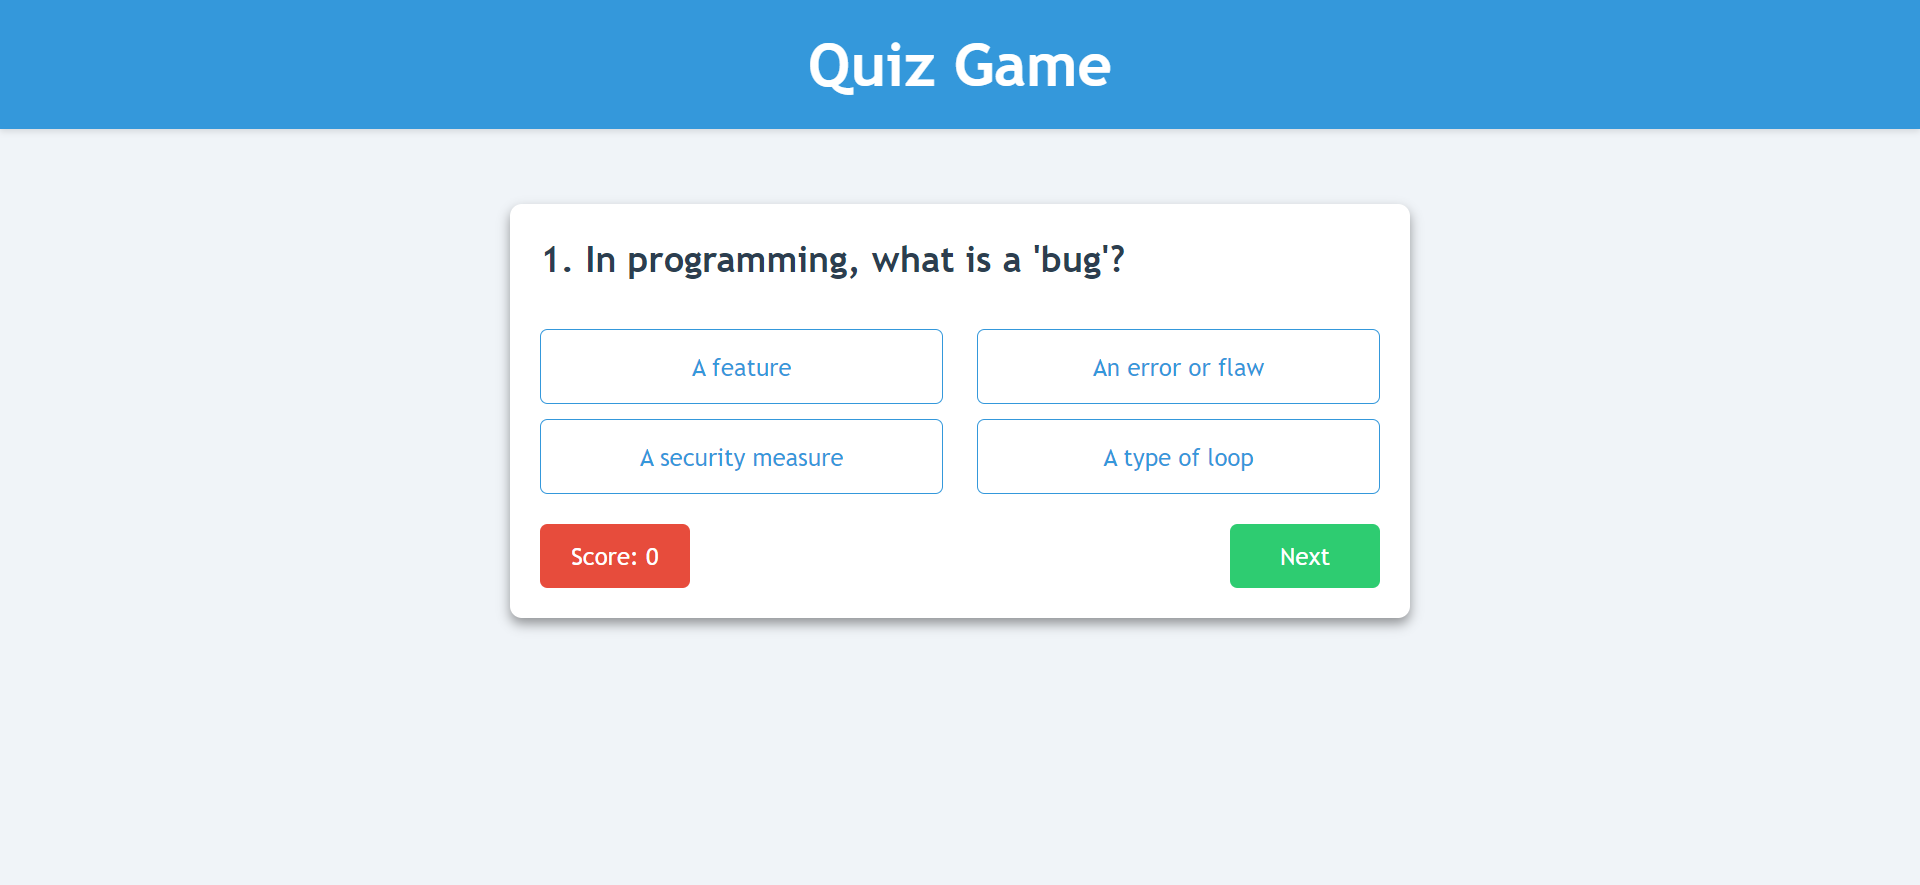 Quiz Game
1. In programming, what is a 'bug'?
A feature
An error or flaw
A security measure
A type of loop
Score: 0
Next